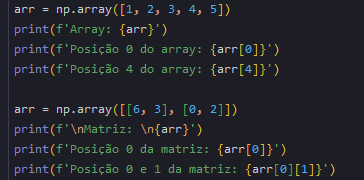 arr = np.array([1, 2, 3, 4, 5])
print(f'Array: {arr}')
print(f'Posição 0 do array: {arr[0]}')
print(f'Posição 4 do array: {arr[4]}')
arr = np.array([[6, 3], [0, 2]])
print(f'\nMatriz: \n{arr}')
print(f'Posição 0 da matriz: {arr[0]}')
print(f'Posição 0 e 1 da matriz: {arr[0][1]}')